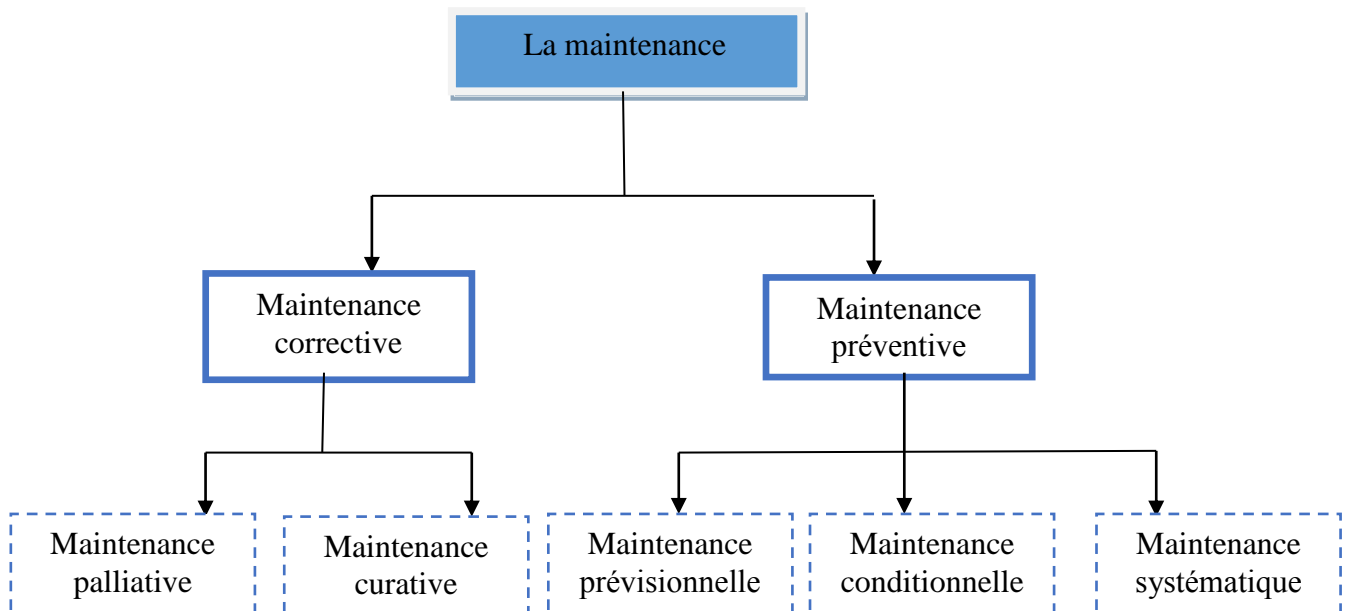 La maintenance
Maintenance
corrective
Maintenance
préventive
Maintenance
palliative
Maintenance
curative
Maintenance
prévisionnelle
Maintenance
conditionnelle
Maintenance
systématique